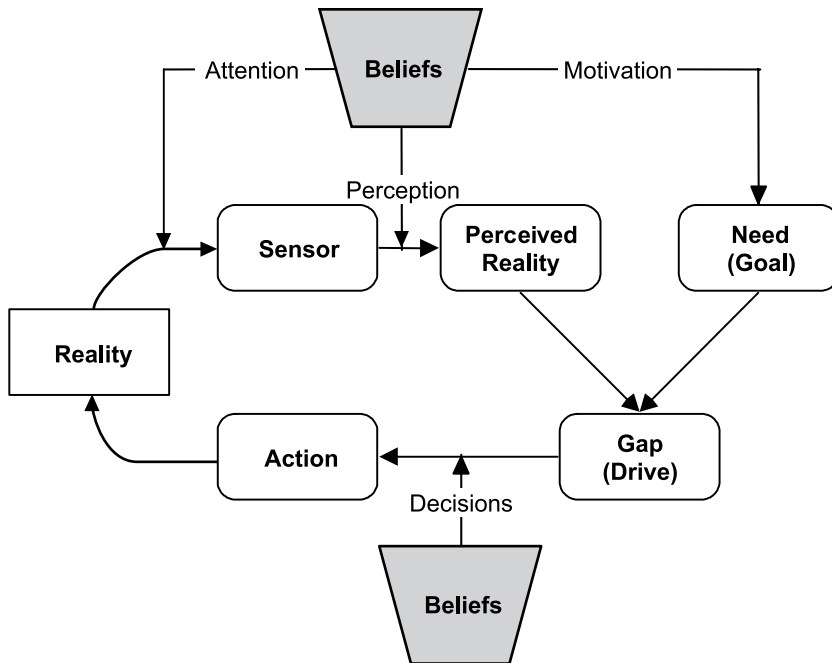 Beliefs
Attention
Motivation
Perception
Sensor
Perceived
Reality
Need
(Goal)
Reality
Action
Gap
(Drive)
Decisions
Beliefs